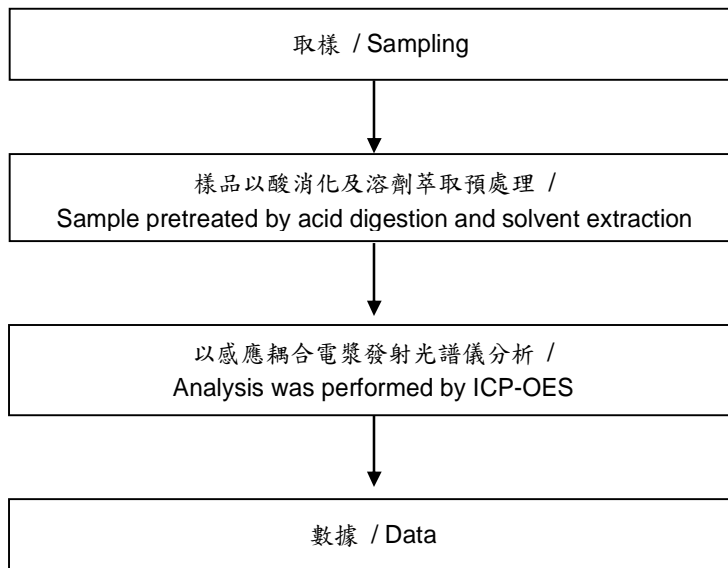 取樣 / Sampling
樣品以酸消化及溶劑萃取預處理 /
Sample pretreated by acid digestion and solvent extraction
以感應耦合電漿發射光譜儀分析 /
Analysis was performed by ICP-OES
數據 / Data